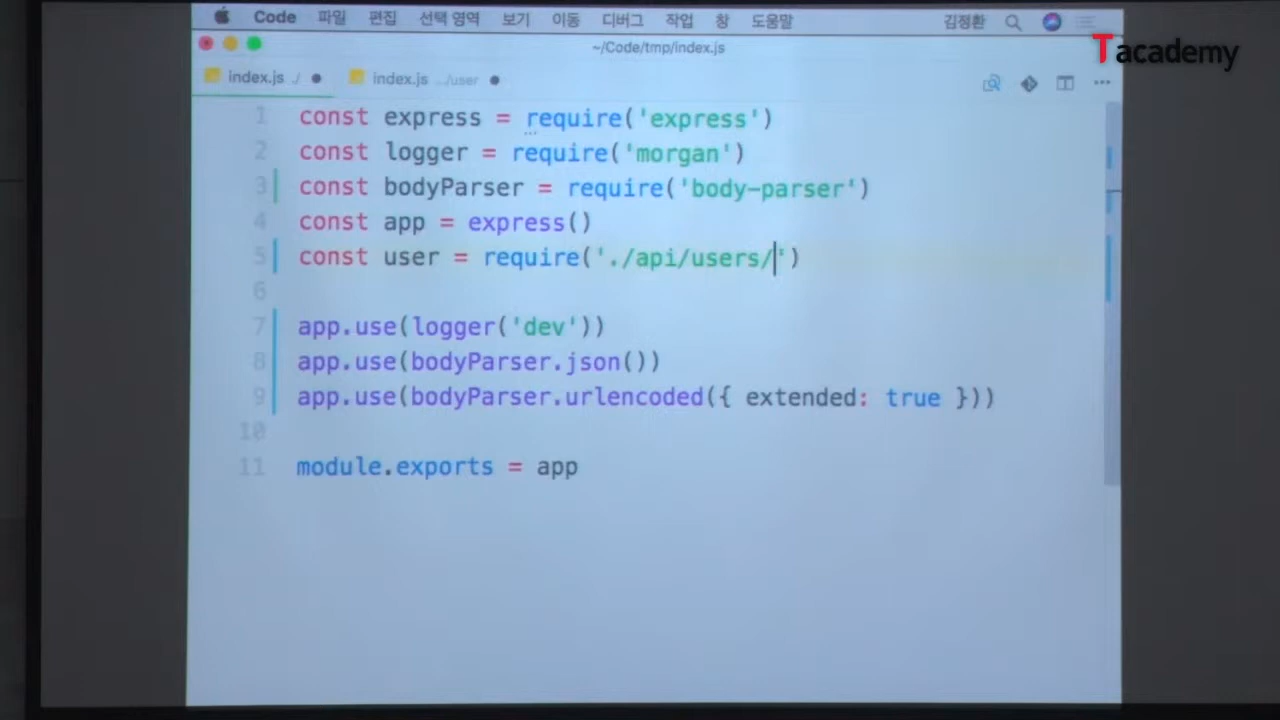 Code 파일 편집 선택 영역 보기 이동 디버그 작업 창 도움말 김정환
~/Code/tmp/index.js
Tacademy
index.js ./ index.js .../user
1 const express = require('express')
2 const logger = require('morgan')
3 const bodyParser = require('body-parser')
4 const app = express()
5 const user = require('./api/users/')
6
7 app.use(logger('dev'))
8 app.use(bodyParser.json())
9 app.use(bodyParser.urlencoded({ extended: true }))
10
11 module.exports = app